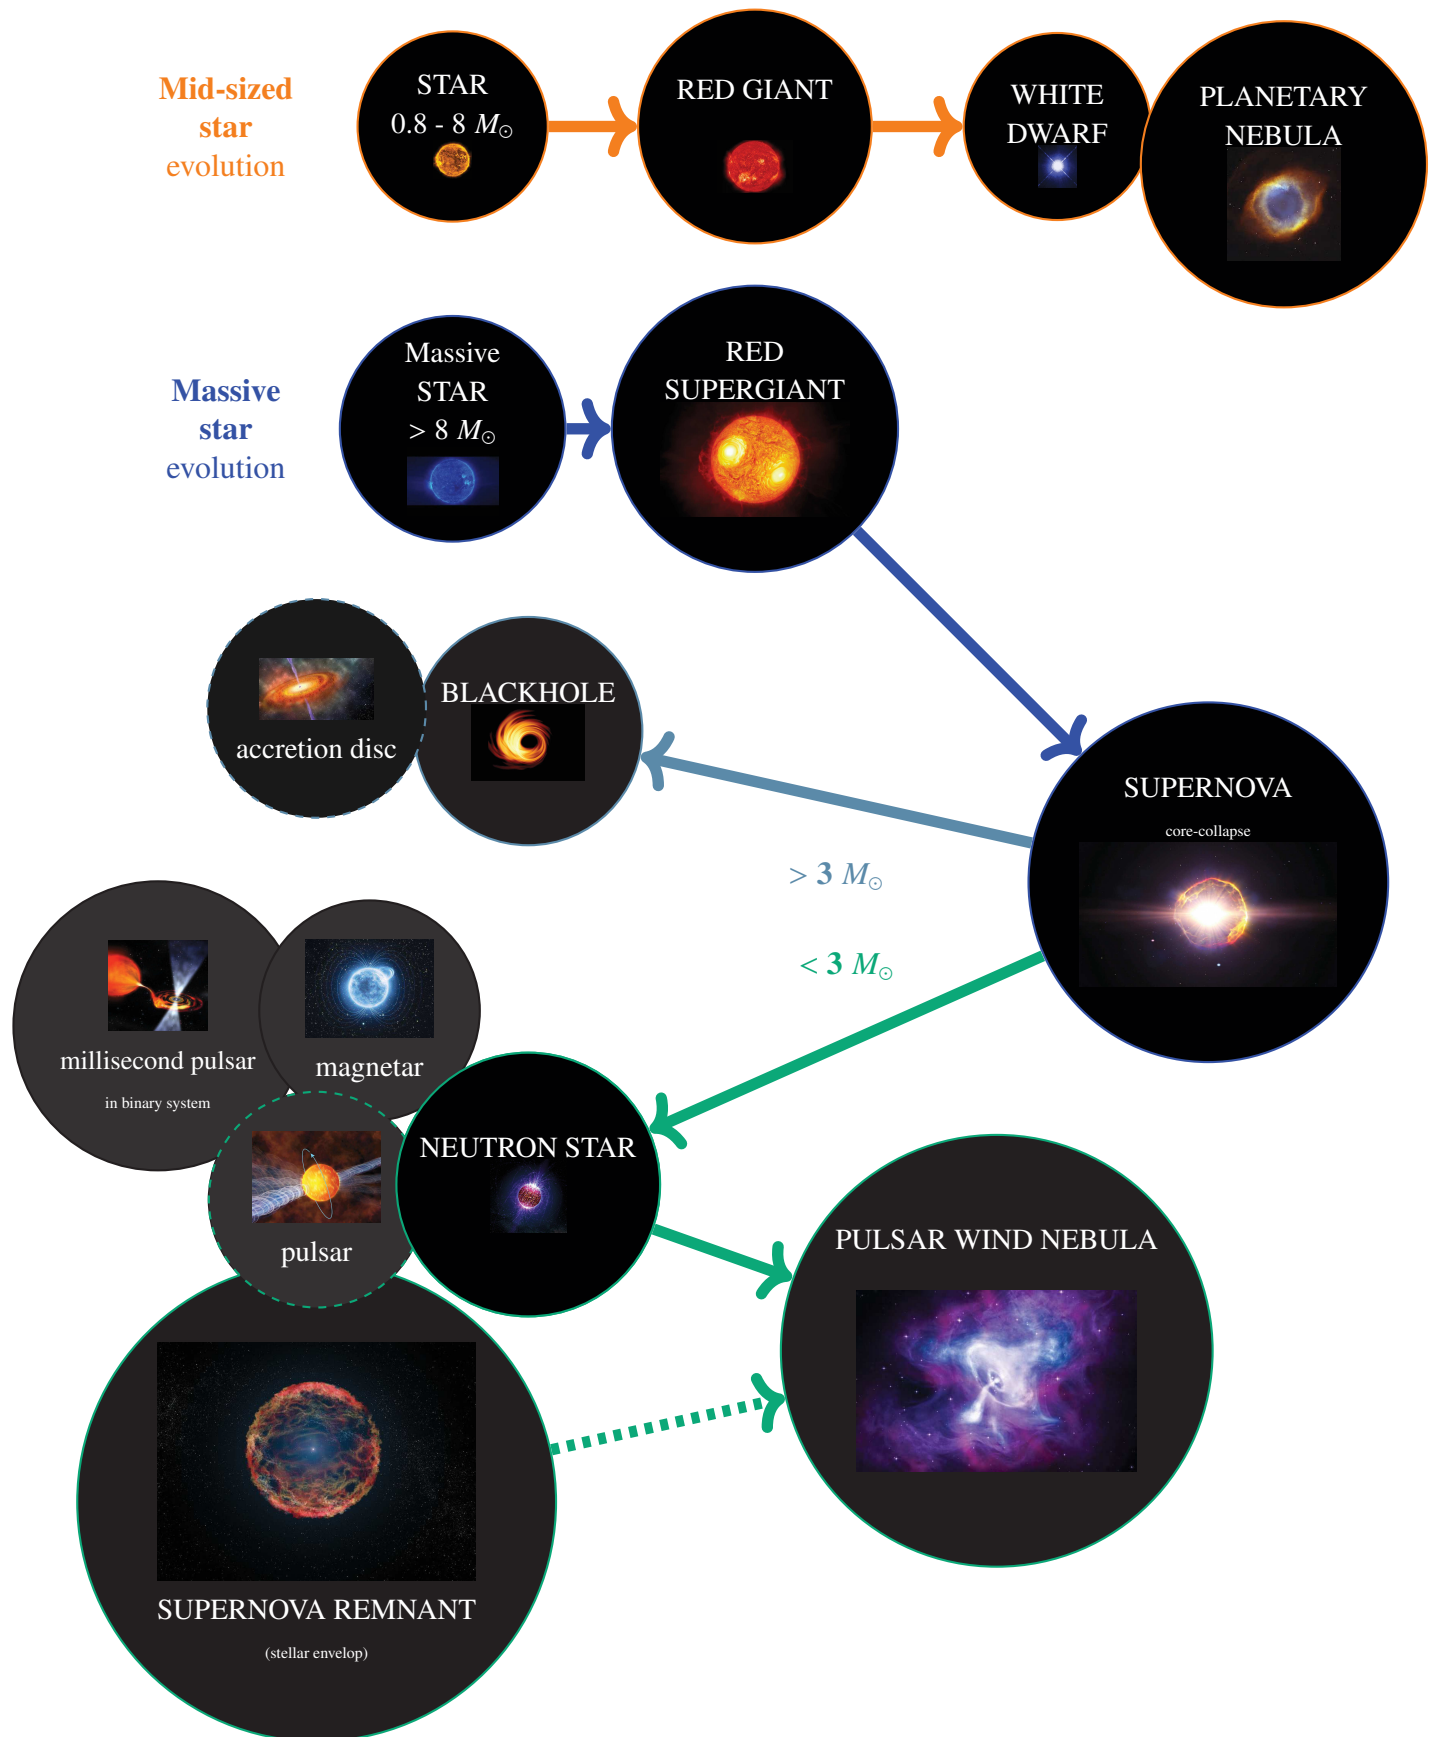 Mid-sized
star
evolution
STAR
0.8 - 8 M☉
RED GIANT
WHITE
DWARF
PLANETARY
NEBULA
Massive
star
evolution
Massive
STAR
> 8 M☉
RED
SUPERGIANT
accretion disc
BLACKHOLE
SUPERNOVA
core-collapse
> 3 M☉
< 3 M☉
millisecond pulsar
in binary system
magnetar
pulsar
NEUTRON STAR
PULSAR WIND NEBULA
SUPERNOVA REMNANT
(stellar envelop)